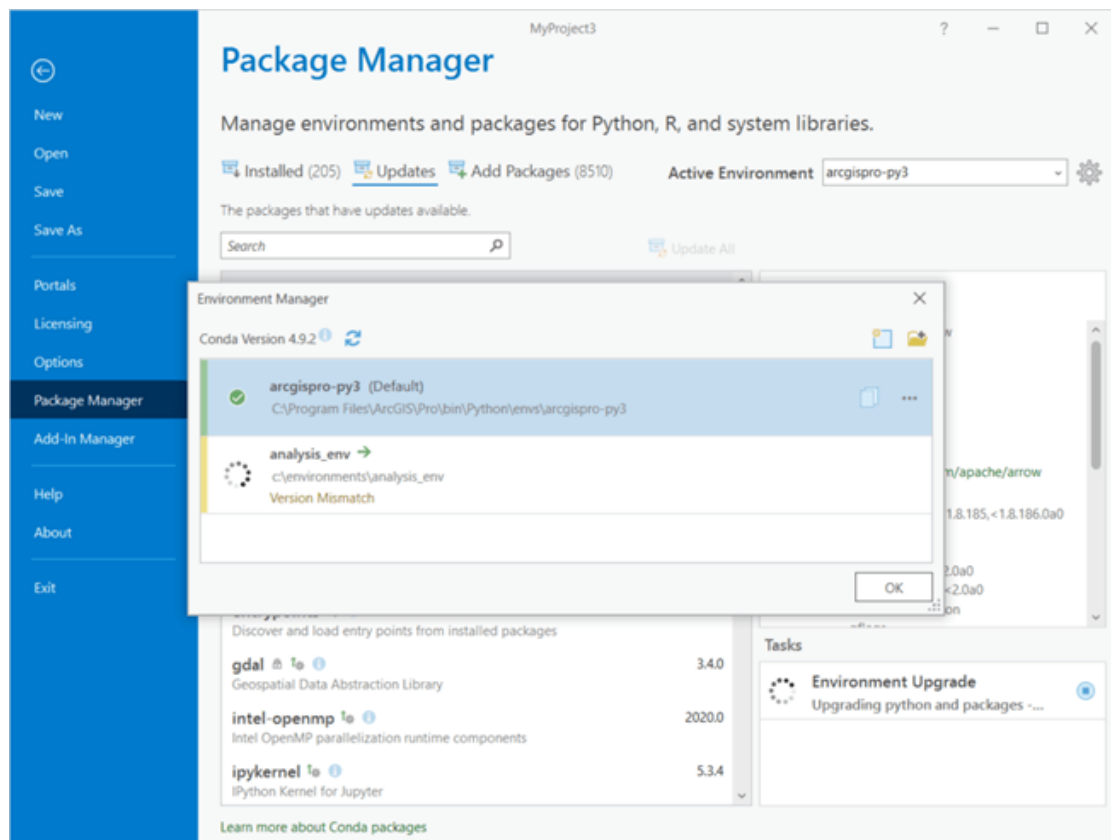 MyProject3
?
New
Open
Save
Save As
Portals
Licensing
Options
Package Manager
Add-In Manager
Help
About
Exit
Package Manager
Manage environments and packages for Python, R, and system libraries.
Installed (205) Updates Add Packages (8510) Active Environment arcgispro-py3
The packages that have updates available.
Search
Update All
Environment Manager
Conda Version 4.9.2
arcgispro-py3 (Default)
C:\Program Files\ArcGIS\Pro\bin\Python\envs\arcgispro-py3
analysis_env
c:\environments\analysis_env
Version Mismatch
OK
m/apache/arrow
1.8.185,<1.8.186.0a0
2.0a0
<2.0a0
on
Discover and load entry points from installed packages
gdal 3.4.0
Geospatial Data Abstraction Library
intel-openmp 2020.0
Intel OpenMP parallelization runtime components
ipykernel 5.3.4
IPython Kernel for Jupyter
Learn more about Conda packages
Tasks
Environment Upgrade
Upgrading python and packages -...